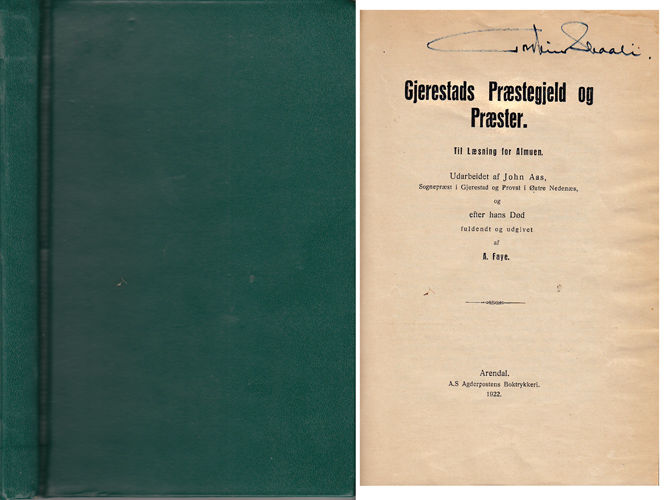 Gjerestads Præstegjeld og
Præster.
Til Læsning for Almuen.
Udarbeidet af John Aas,
Sognepræst i Gjerestad og Provst i Østre Nedenæs,
og
efter hans Død
fuldendt og udgivet
af
A. Faye.
Arendal.
A.S Agderpostens Boktrykkeri.
1922.